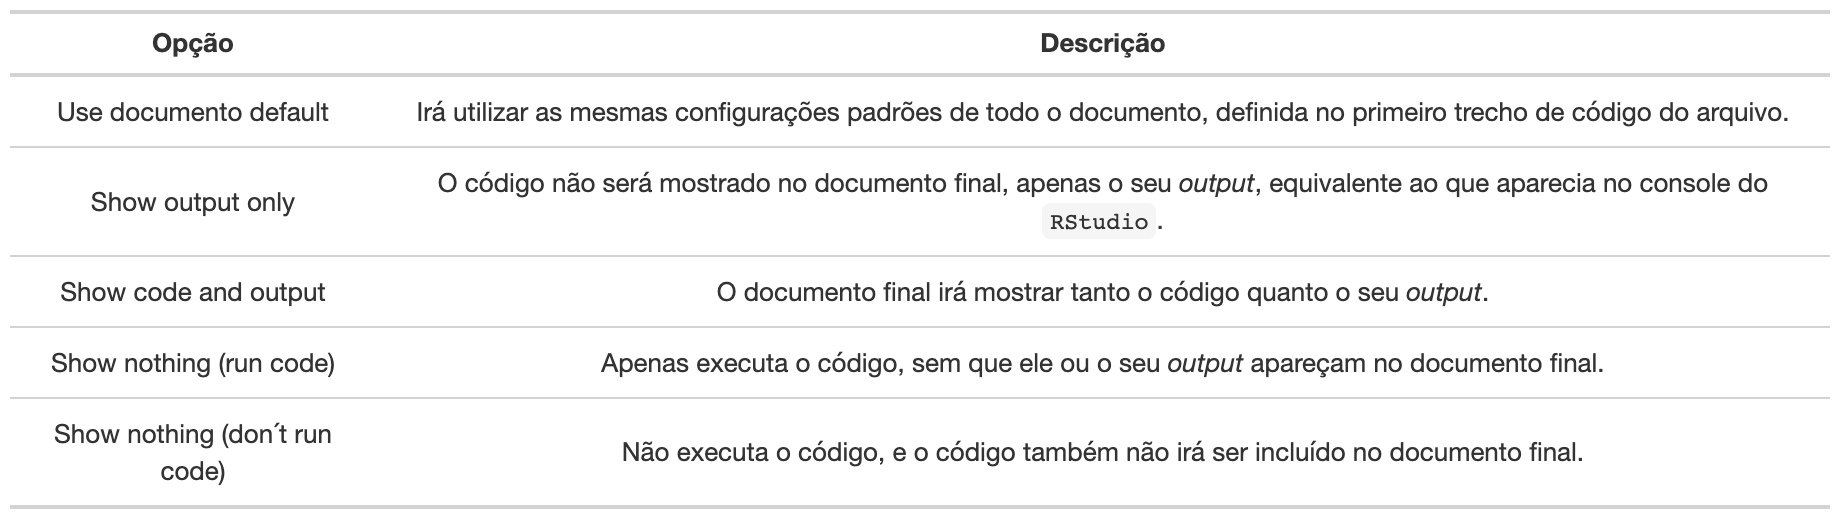 Opção Descrição
Use documento default Irá utilizar as mesmas configurações padrões de todo o documento, definida no primeiro trecho de código do arquivo.
Show output only O código não será mostrado no documento final, apenas o seu output, equivalente ao que aparecia no console do
RStudio.
Show code and output O documento final irá mostrar tanto o código quanto o seu output.
Show nothing (run code) Apenas executa o código, sem que ele ou o seu output apareçam no documento final.
Show nothing (don´t run
code) Não executa o código, e o código também não irá ser incluído no documento final.